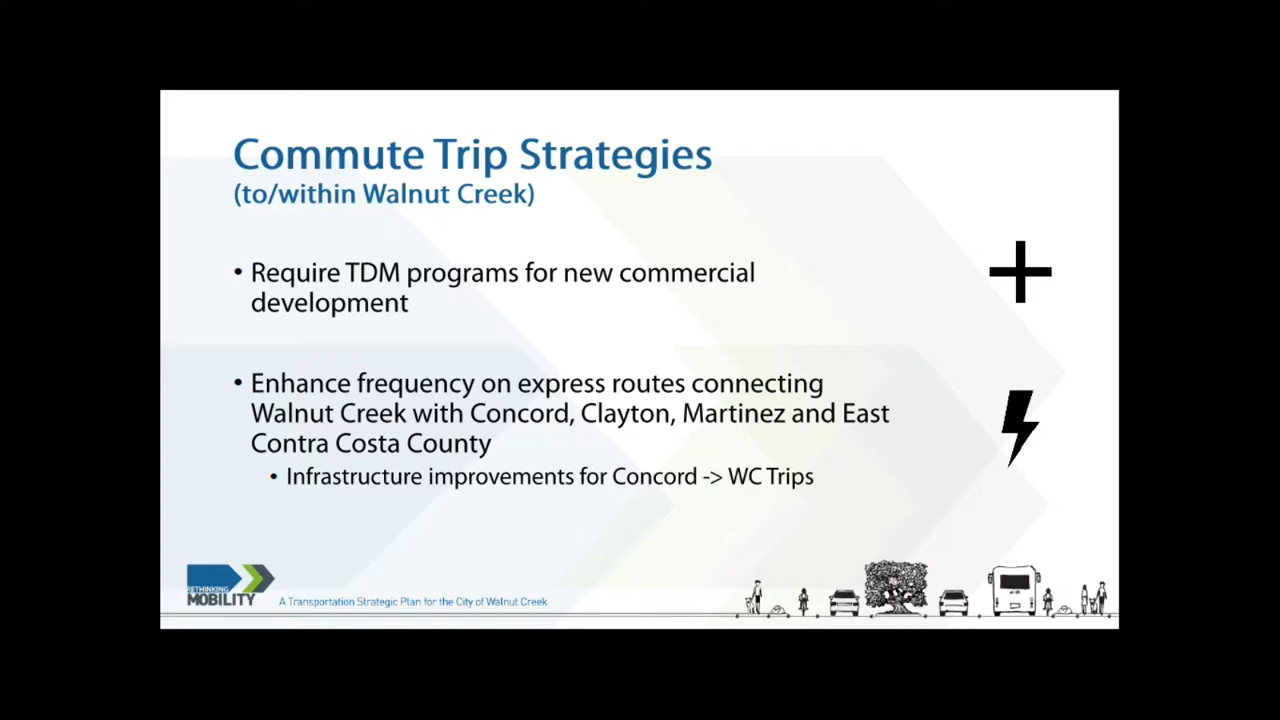 Commute Trip Strategies
(to/within Walnut Creek)
• Require TDM programs for new commercial
development
• Enhance frequency on express routes connecting
Walnut Creek with Concord, Clayton, Martinez and East
Contra Costa County
• Infrastructure improvements for Concord -> WC Trips
RETHINKING
MOBILITY
A Transportation Strategic Plan for the City of Walnut Creek